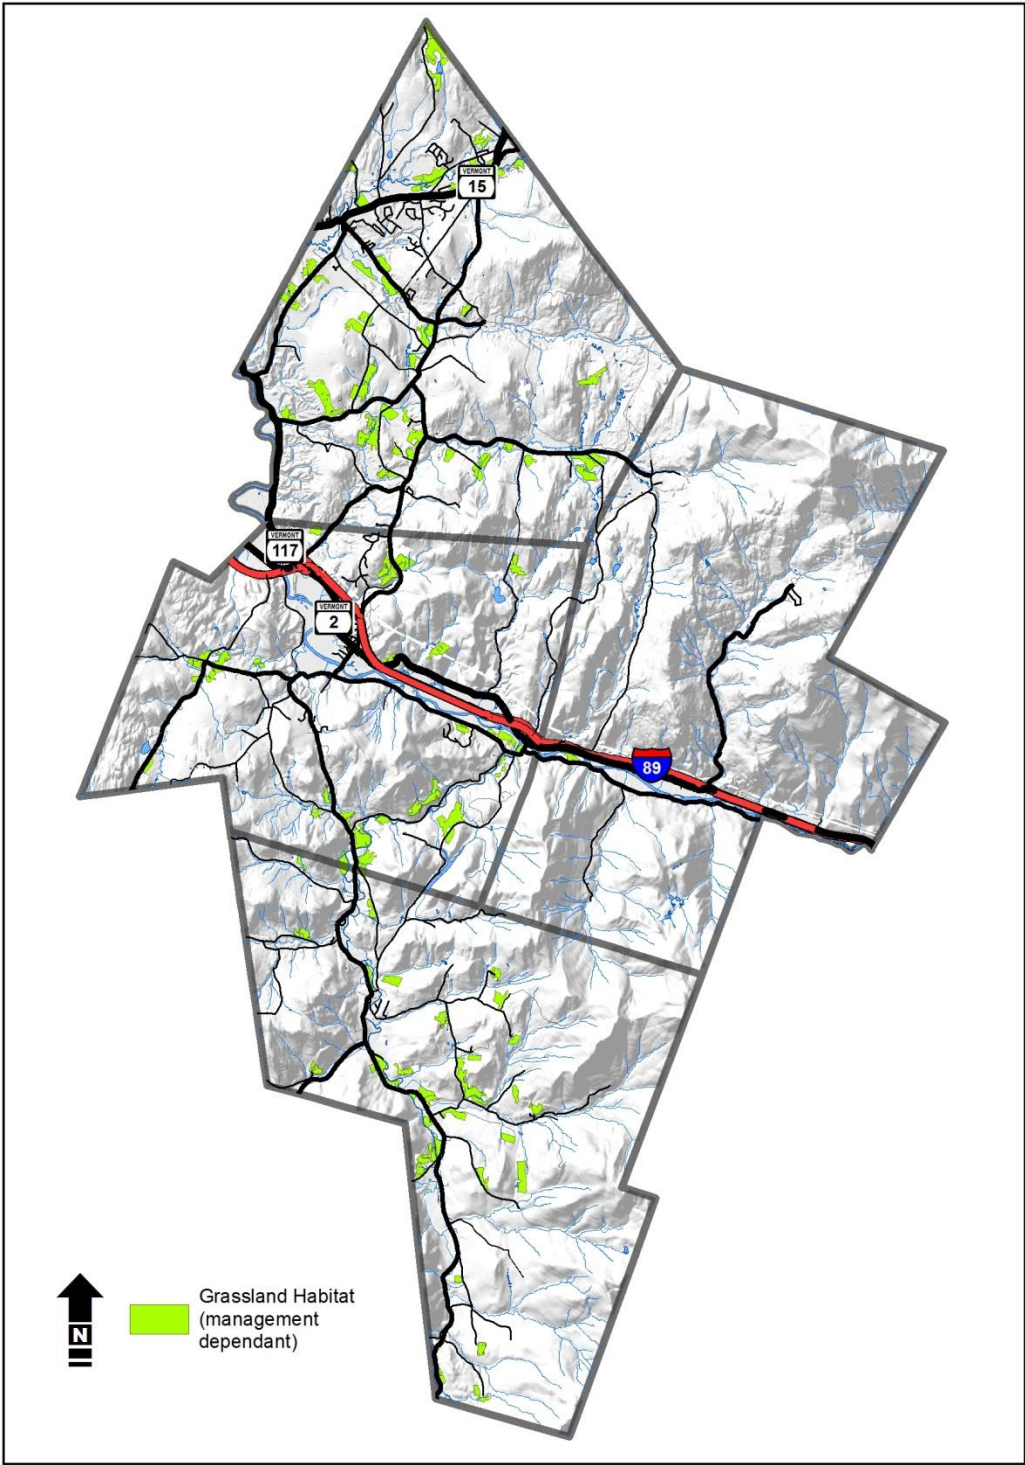 VERMONT
15
VERMONT
117
VERMONT
2
89
N
Grassland Habitat
(management
dependant)